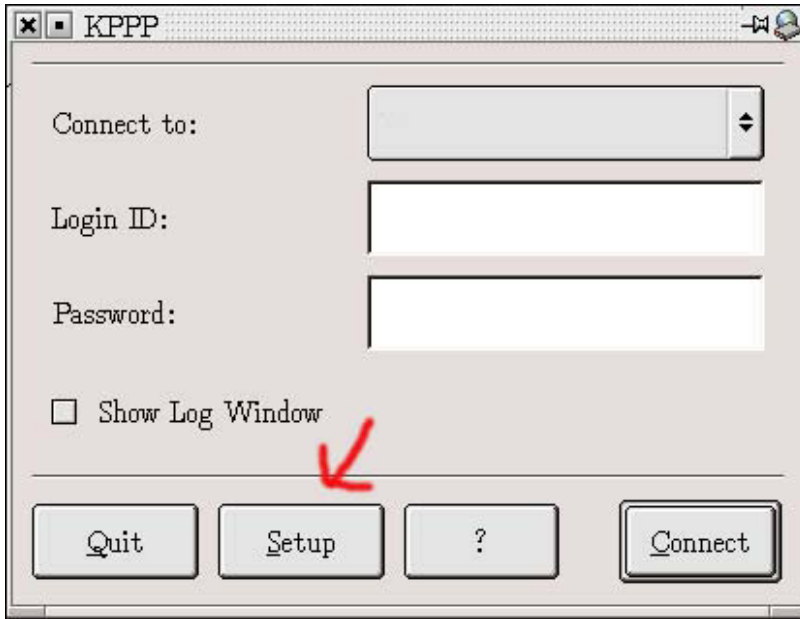 KPPP
Connect to:
Login ID:
Password:
Show Log Window
Quit Setup ? Connect